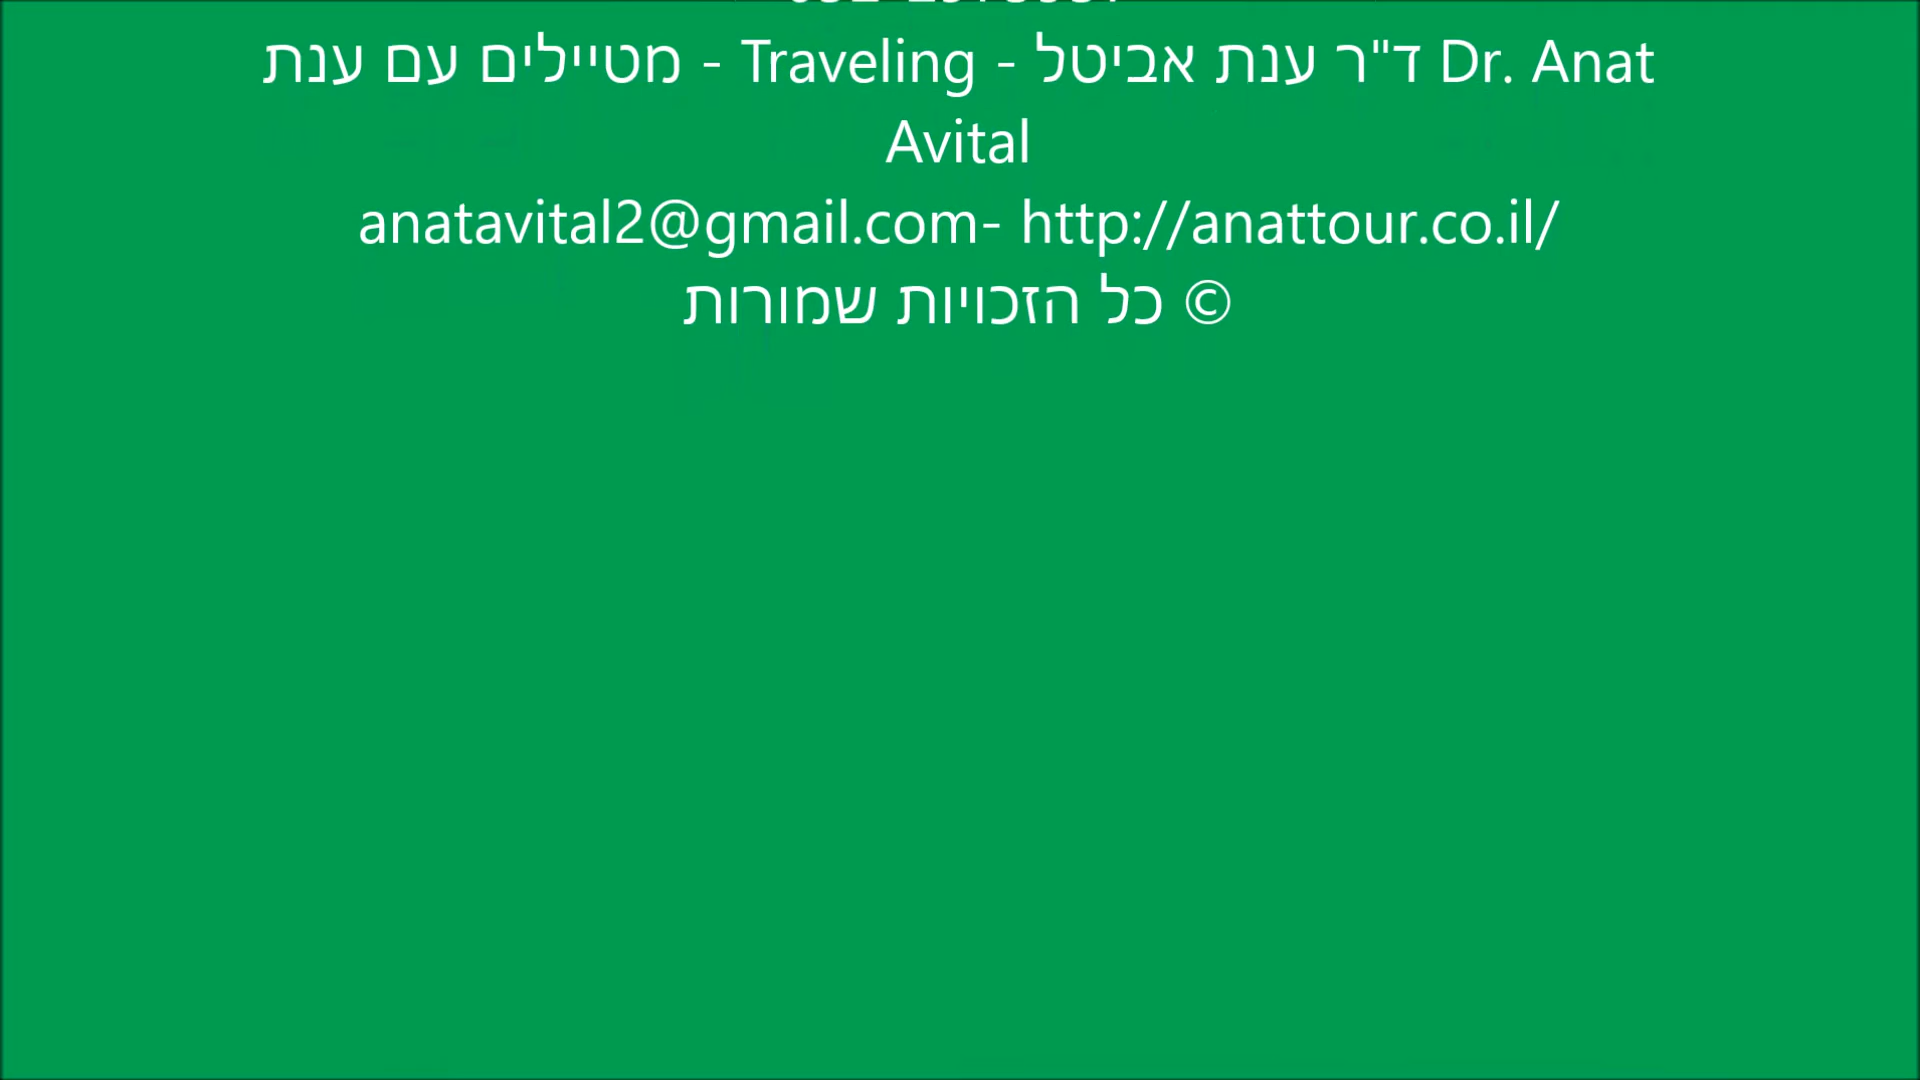 מטיילים עם ענת - Traveling - ד"ר ענת אביטל Dr. Anat
Avital
anatavital2@gmail.com- http://anattour.co.il/
© כל הזכויות שמורות